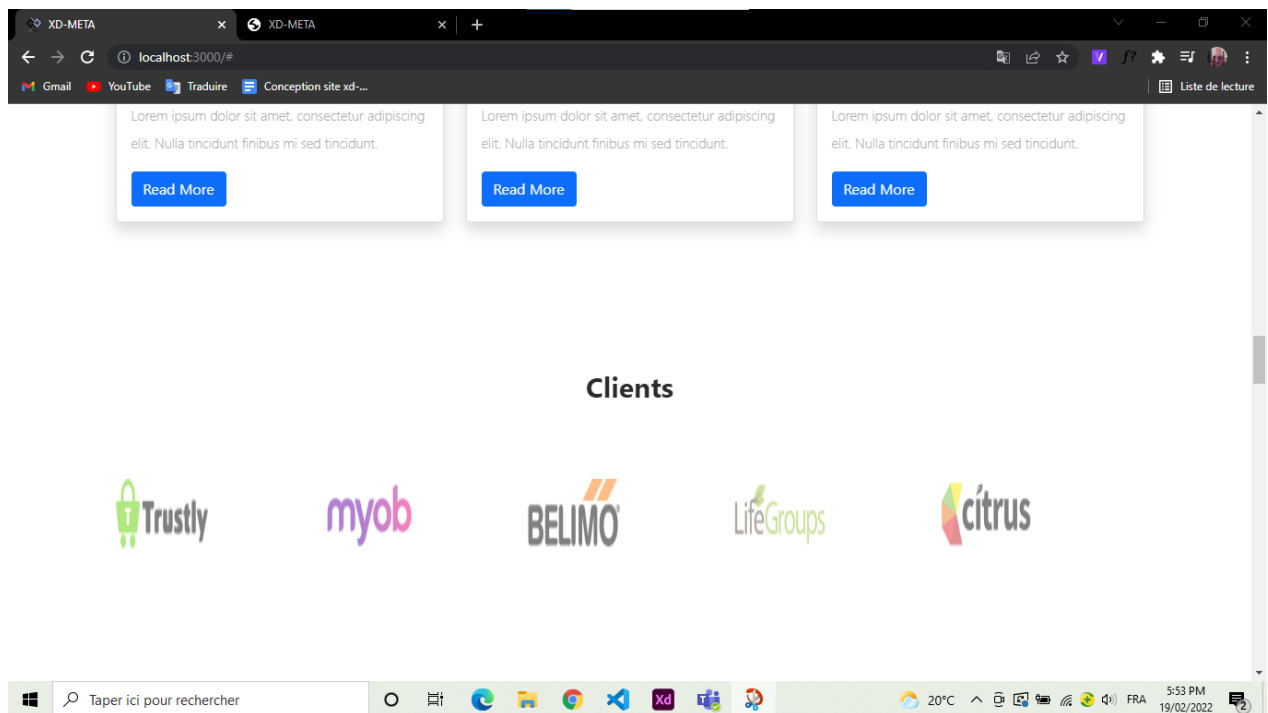 XD-META
XD-META
localhost:3000/#
Gmail
YouTube
Traduire
Conception site xd-...
Liste de lecture
Lorem ipsum dolor sit amet, consectetur adipiscing
elit. Nulla tincidunt finibus mi sed tincidunt.
Read More
Lorem ipsum dolor sit amet, consectetur adipiscing
elit. Nulla tincidunt finibus mi sed tincidunt.
Read More
Lorem ipsum dolor sit amet, consectetur adipiscing
elit. Nulla tincidunt finibus mi sed tincidunt.
Read More
Clients
Trustly
myob
BELIMO
LifeGroups
cítrus
Taper ici pour rechercher
Xd
20°C
FRA
5:53 PM
19/02/2022
2